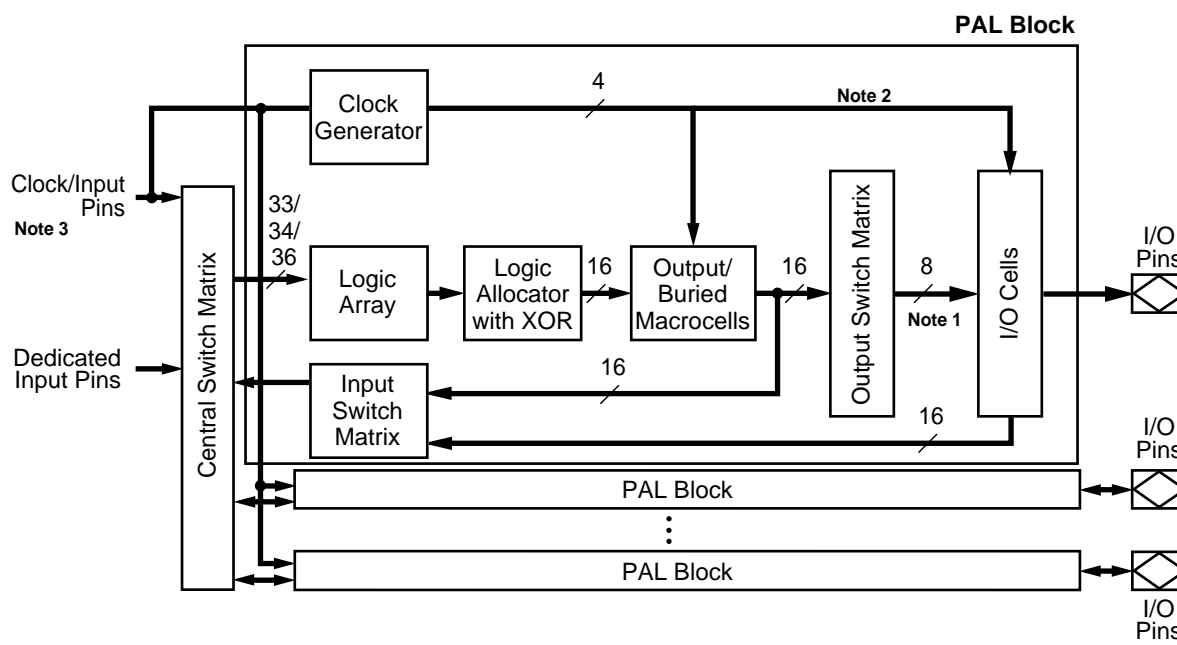 PAL Block
4
Clock
Generator
Note 2
Clock/Input
Pins
Note 3
33/
34/
36
Central Switch Matrix
Logic
Array
Logic
Allocator
with XOR
16
Output/
Buried
Macrocells
16
Output Switch Matrix
8
Note 1
I/O Cells
I/O
Pins
Dedicated
Input Pins
Input
Switch
Matrix
16
16
I/O
Pins
PAL Block
PAL Block
I/O
Pins